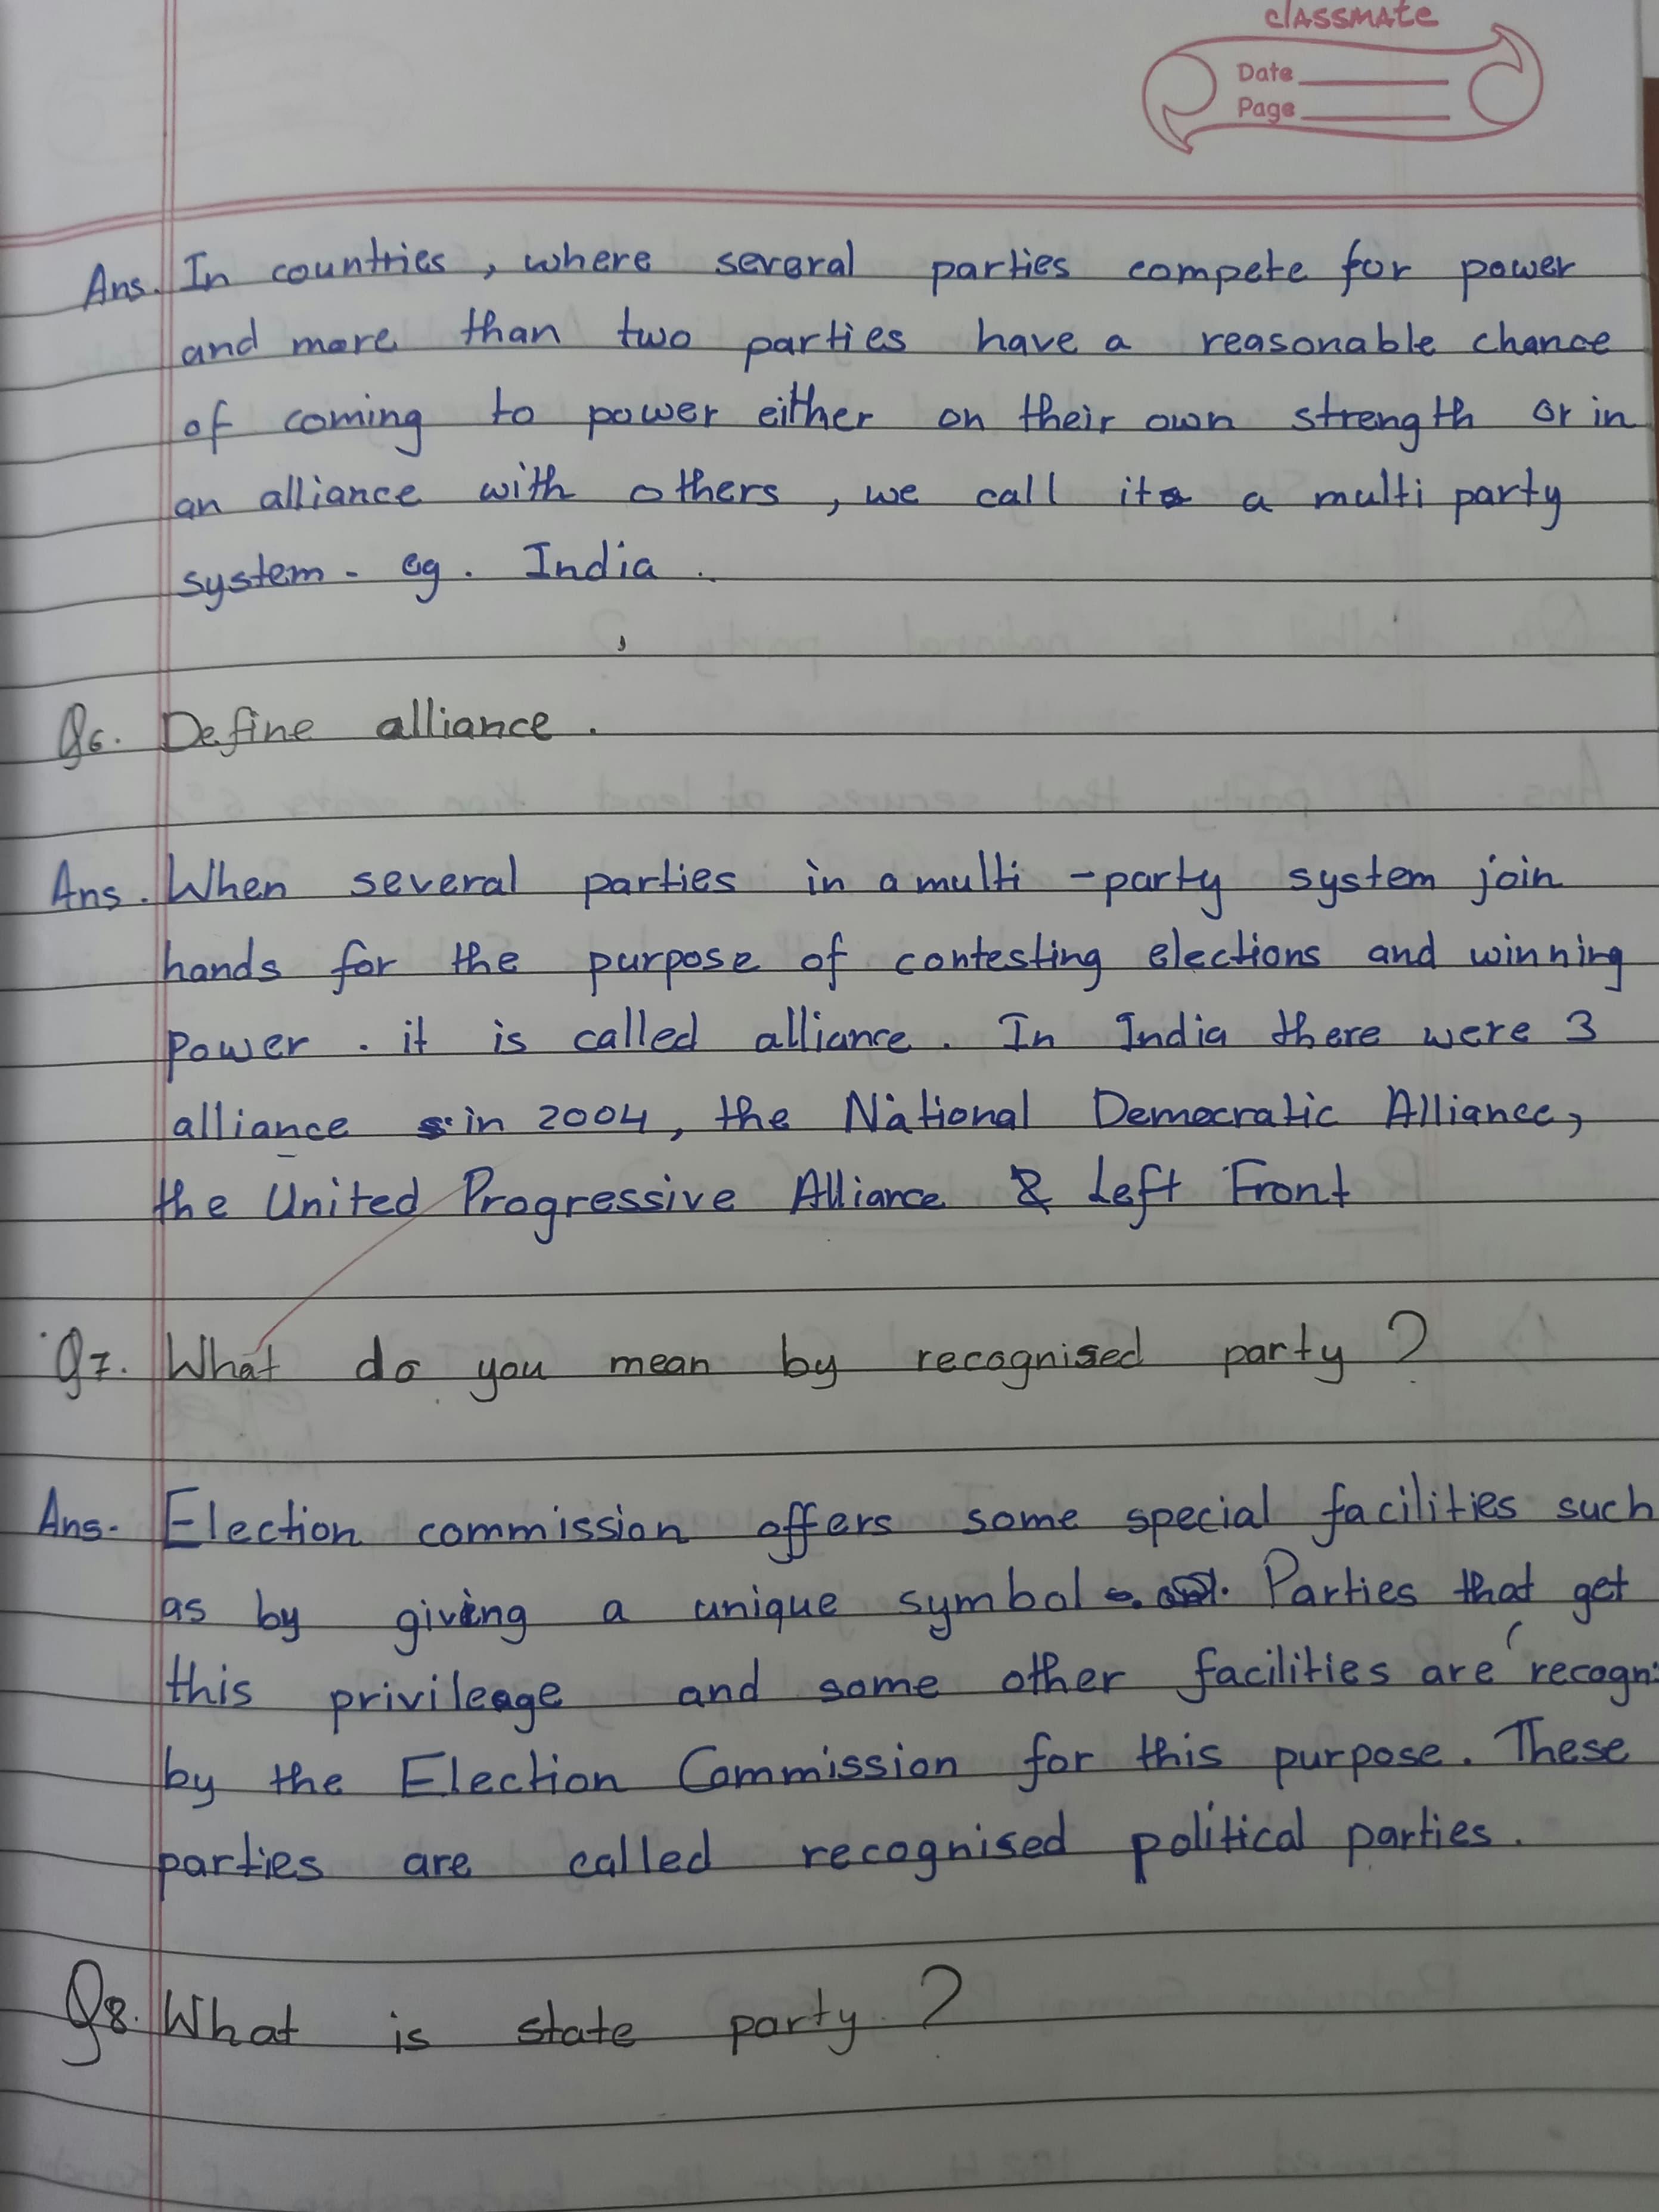 classmate
Date
Page
Ans. In countries, where several parties compete for power
and more than two parties have a reasonable chance
of coming to power either on their own strength or in
an alliance with others, we call it a multi party
system. eg. India.
Q6. Define alliance.
Ans. When several parties in a multi-party system join
hands for the purpose of contesting elections and winning
power. it is called alliance. In India there were 3
alliance s in 2004, the National Democratic Alliance,
the United Progressive Alliance & Left Front
Q7. What do you mean by recognised party?
Ans. Election commission offers some special facilities such
as by giving a unique symbol. Parties that get
this privileage and some other facilities are recogni
by the Election Commission for this purpose. These
parties are called recognised political parties.
Q8. What is state party?